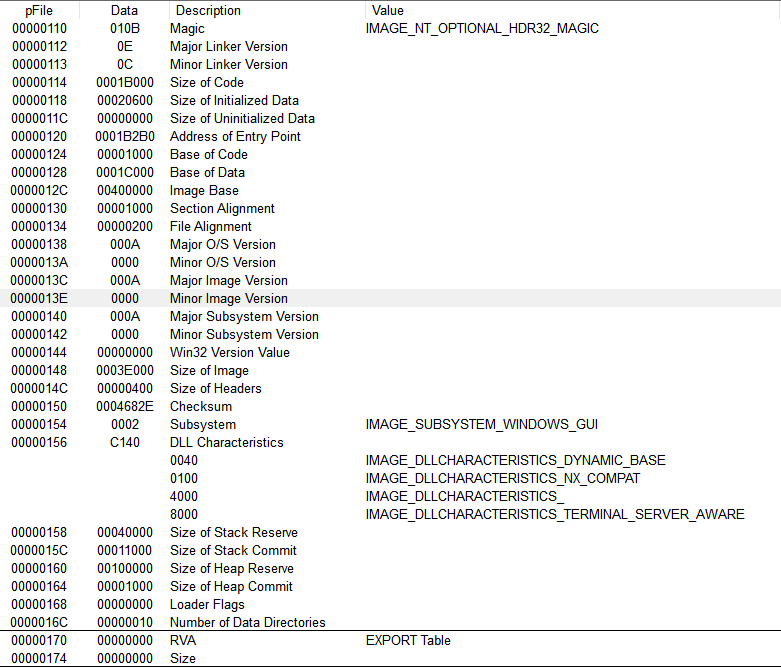 pFile Data Description Value
00000110 010B Magic IMAGE_NT_OPTIONAL_HDR32_MAGIC
00000112 0E Major Linker Version
00000113 0C Minor Linker Version
00000114 0001B000 Size of Code
00000118 00020600 Size of Initialized Data
0000011C 00000000 Size of Uninitialized Data
00000120 0001B2B0 Address of Entry Point
00000124 00001000 Base of Code
00000128 0001C000 Base of Data
0000012C 00400000 Image Base
00000130 00001000 Section Alignment
00000134 00000200 File Alignment
00000138 000A Major O/S Version
0000013A 0000 Minor O/S Version
0000013C 000A Major Image Version
0000013E 0000 Minor Image Version
00000140 000A Major Subsystem Version
00000142 0000 Minor Subsystem Version
00000144 00000000 Win32 Version Value
00000148 0003E000 Size of Image
0000014C 00000400 Size of Headers
00000150 0004682E Checksum
00000154 0002 Subsystem IMAGE_SUBSYSTEM_WINDOWS_GUI
00000156 C140 DLL Characteristics
0040 IMAGE_DLLCHARACTERISTICS_DYNAMIC_BASE
0100 IMAGE_DLLCHARACTERISTICS_NX_COMPAT
4000 IMAGE_DLLCHARACTERISTICS_
8000 IMAGE_DLLCHARACTERISTICS_TERMINAL_SERVER_AWARE
00000158 00040000 Size of Stack Reserve
0000015C 00011000 Size of Stack Commit
00000160 00100000 Size of Heap Reserve
00000164 00001000 Size of Heap Commit
00000168 00000000 Loader Flags
0000016C 00000010 Number of Data Directories
00000170 00000000 RVA EXPORT Table
00000174 00000000 Size